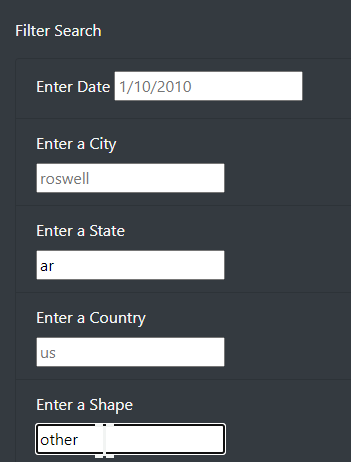 Filter Search
Enter Date 1/10/2010
Enter a City
roswell
Enter a State
ar
Enter a Country
us
Enter a Shape
other